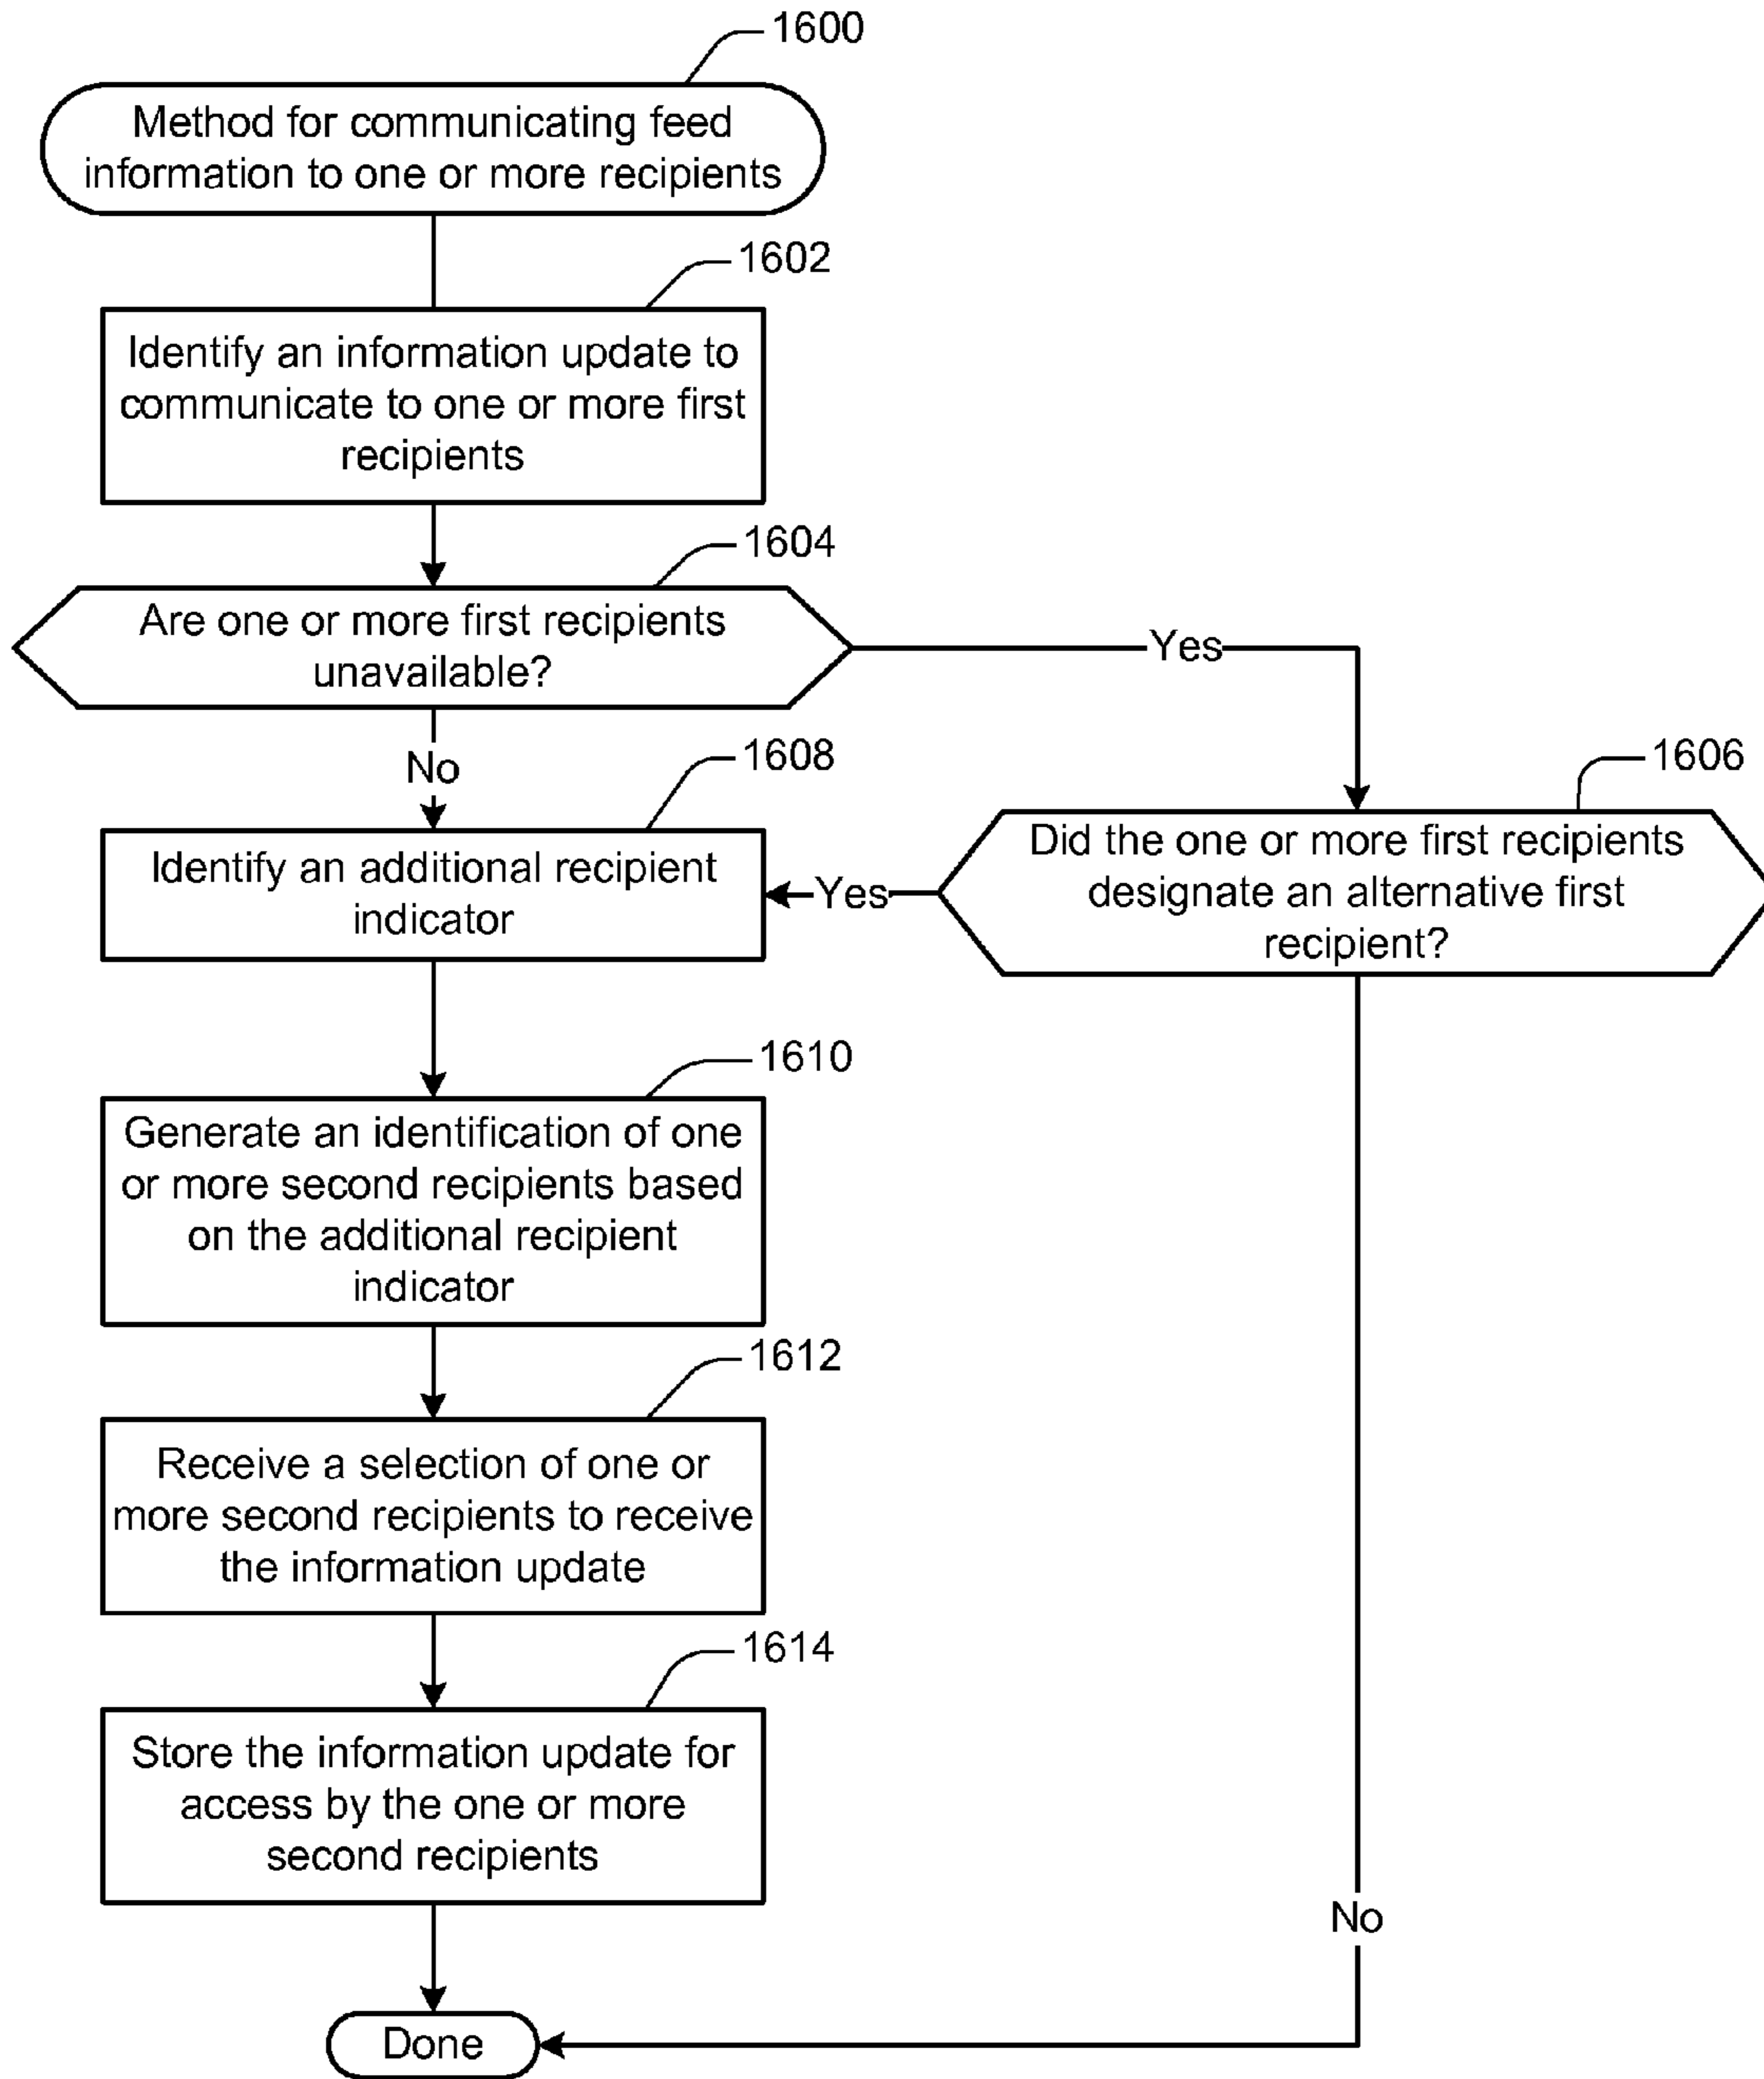 1600
Method for communicating feed
information to one or more recipients
1602
Identify an information update to
communicate to one or more first
recipients
1604
Are one or more first recipients
unavailable?
Yes
No
1608
1606
Identify an additional recipient
indicator
Yes
Did the one or more first recipients
designate an alternative first
recipient?
1610
Generate an identification of one
or more second recipients based
on the additional recipient
indicator
1612
Receive a selection of one or
more second recipients to receive
the information update
1614
Store the information update for
access by the one or more
second recipients
No
Done